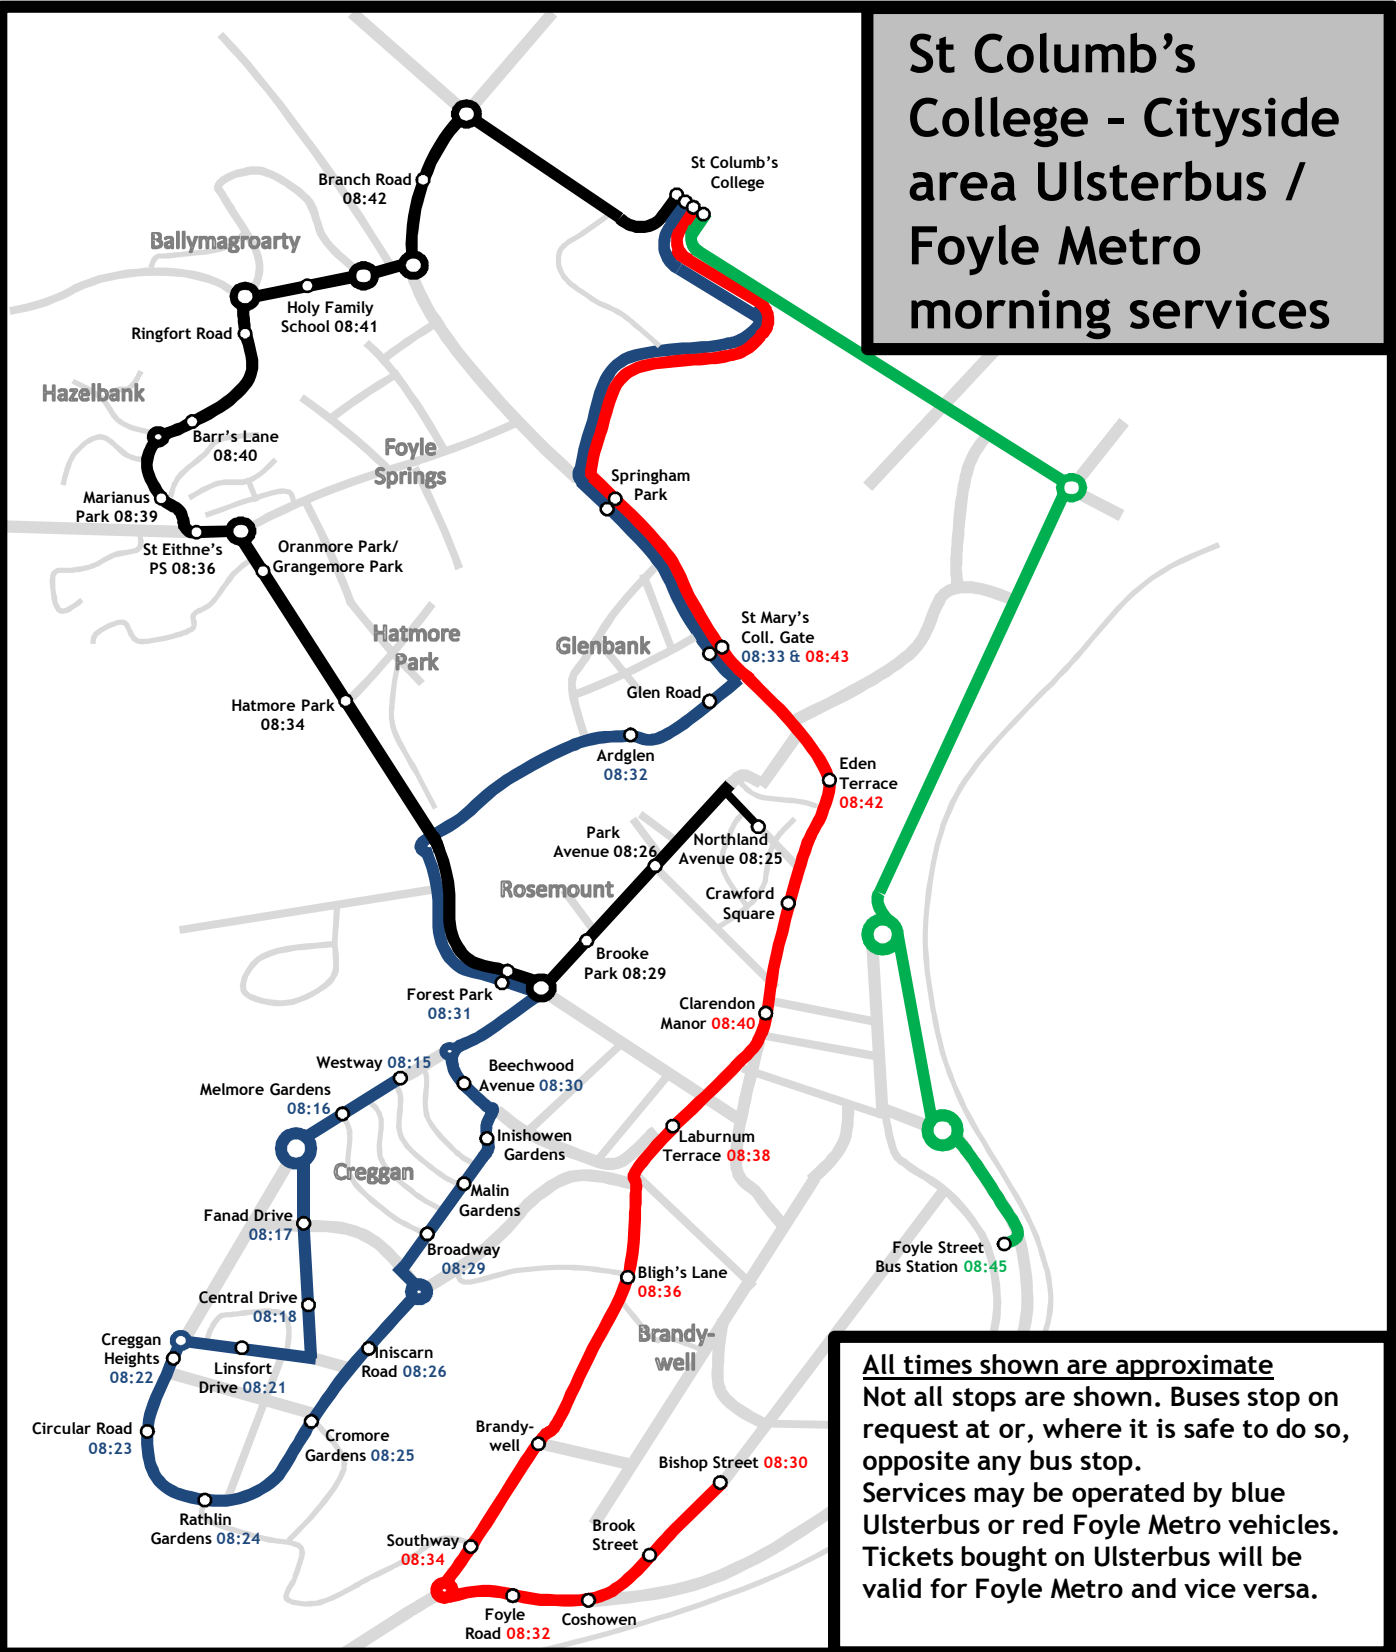 St Columb's
College – Cityside
area Ulsterbus /
Foyle Metro
morning services
St Columb's
College
Branch Road
08:42
Ballymagroarty
Holy Family
School 08:41
Ringfort Road
Hazelbank
Barr's Lane
08:40
Foyle
Springs
Marianus
Park 08:39
St Eithne's
PS 08:36
Oranmore Park/
Grangemore Park
Springham
Park
Hatmore
Park
Glenbank
St Mary's
Coll. Gate
08:33 & 08:43
Glen Road
Hatmore Park
08:34
Ardglen
08:32
Eden
Terrace
08:42
Park
Avenue 08:26
Northland
Avenue 08:25
Rosemount
Crawford
Square
Brooke
Park 08:29
Forest Park
08:31
Clarendon
Manor 08:40
Westway 08:15
Beechwood
Avenue 08:30
Melmore Gardens
08:16
Inishowen
Gardens
Laburnum
Terrace 08:38
Creggan
Malin
Gardens
Fanad Drive
08:17
Broadway
08:29
Foyle Street
Bus Station 08:45
Bligh's Lane
08:36
Central Drive
08:18
Brandy-
well
Creggan
Heights
08:22
Linsfort
Drive 08:21
Iniscarn
Road 08:26
Circular Road
08:23
Cromore
Gardens 08:25
Brandy-
well
Bishop Street 08:30
Rathlin
Gardens 08:24
Southway
08:34
Brook
Street
Foyle
Road 08:32
Coshowen
All times shown are approximate
Not all stops are shown. Buses stop on
request at or, where it is safe to do so,
opposite any bus stop.
Services may be operated by blue
Ulsterbus or red Foyle Metro vehicles.
Tickets bought on Ulsterbus will be
valid for Foyle Metro and vice versa.